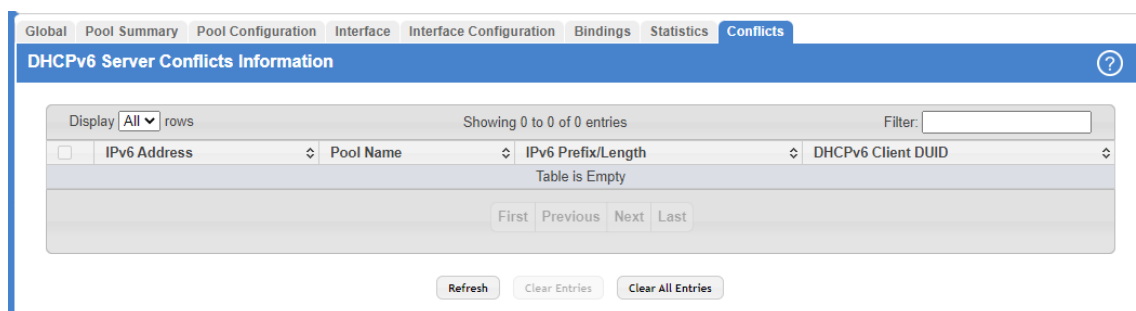 Global Pool Summary Pool Configuration Interface Interface Configuration Bindings Statistics Conflicts
DHCPv6 Server Conflicts Information ?
Display All rows Showing 0 to 0 of 0 entries Filter:
IPv6 Address Pool Name IPv6 Prefix/Length DHCPv6 Client DUID
Table is Empty
First Previous Next Last
Refresh Clear Entries Clear All Entries